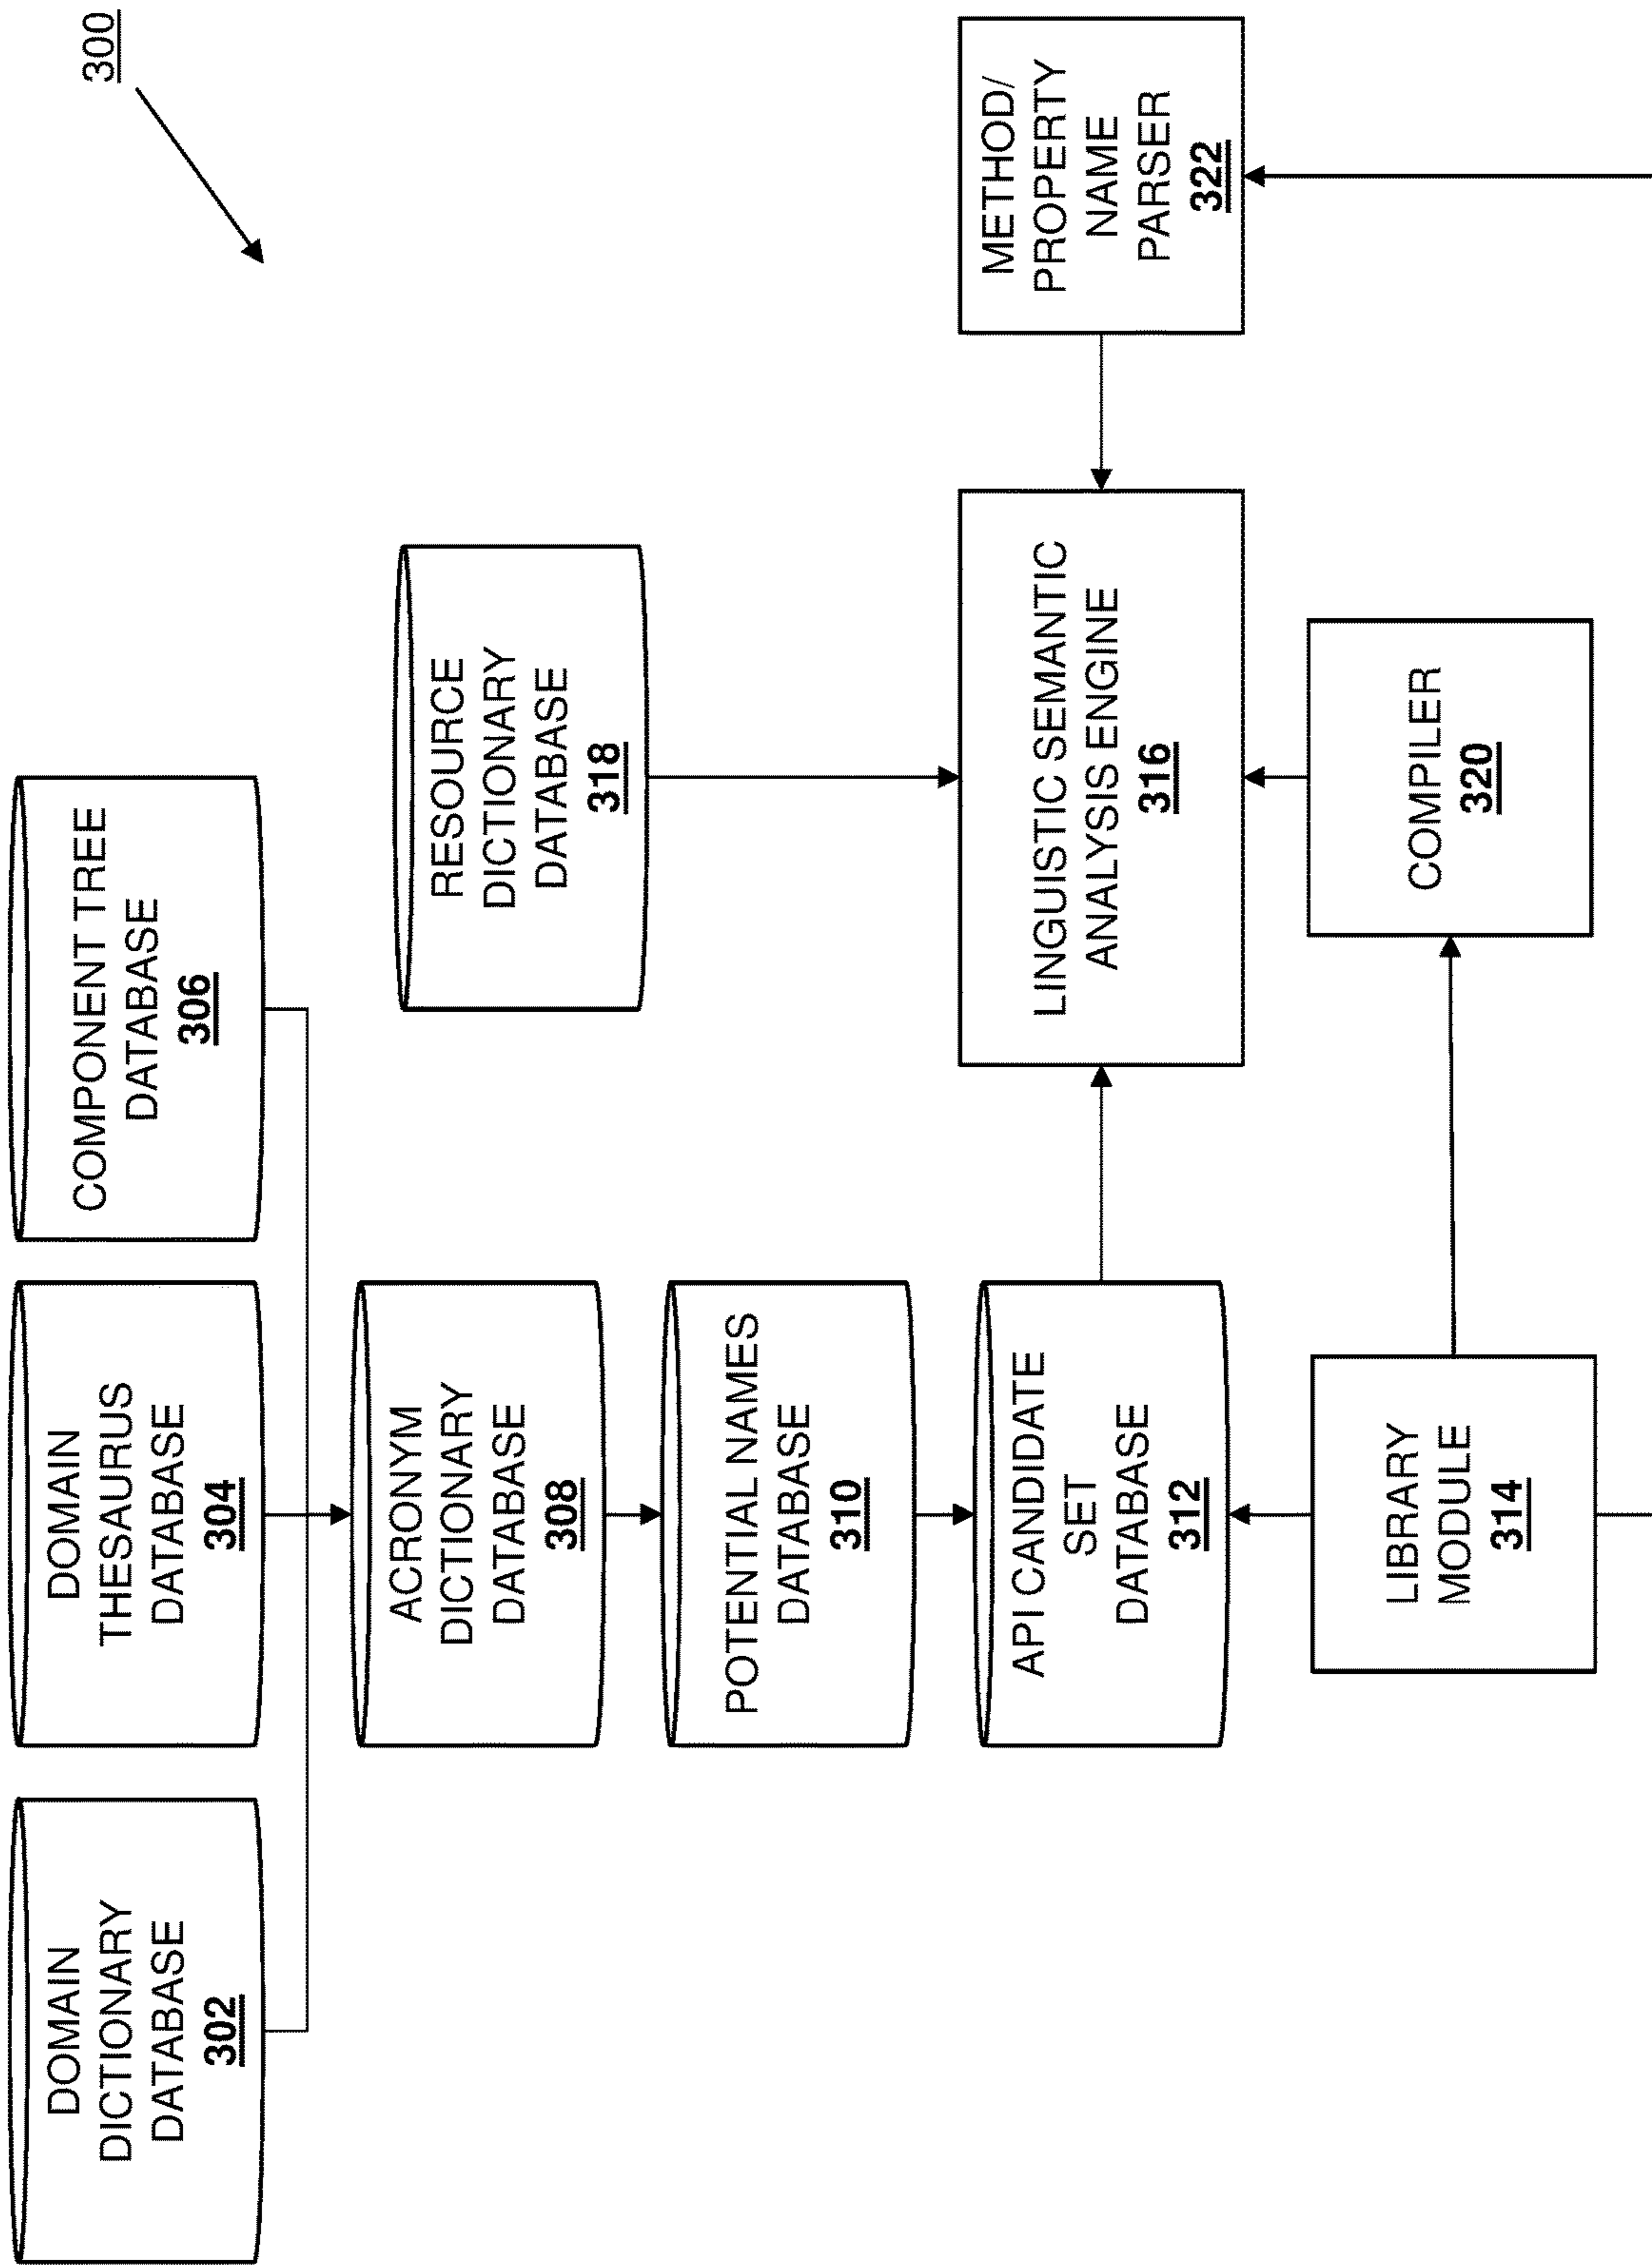 300
DOMAIN
DICTIONARY
DATABASE
302
DOMAIN
THESAURUS
DATABASE
304
COMPONENT TREE
DATABASE
306
ACRONYM
DICTIONARY
DATABASE
308
RESOURCE
DICTIONARY
DATABASE
318
POTENTIAL NAMES
DATABASE
310
API CANDIDATE
SET
DATABASE
312
LINGUISTIC SEMANTIC
ANALYSIS ENGINE
316
METHOD/
PROPERTY
NAME
PARSER
322
LIBRARY
MODULE
314
COMPILER
320